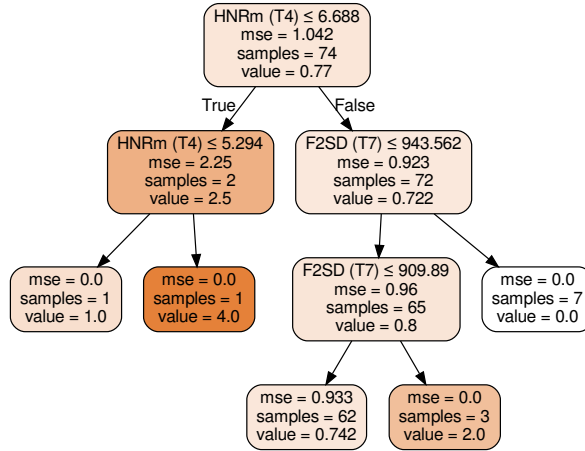 HNRm (T4) ≤ 6.688
mse = 1.042
samples = 74
value = 0.77
True
False
HNRm (T4) ≤ 5.294
mse = 2.25
samples = 2
value = 2.5
F2SD (T7) ≤ 943.562
mse = 0.923
samples = 72
value = 0.722
mse = 0.0
samples = 1
value = 1.0
mse = 0.0
samples = 1
value = 4.0
F2SD (T7) ≤ 909.89
mse = 0.96
samples = 65
value = 0.8
mse = 0.0
samples = 7
value = 0.0
mse = 0.933
samples = 62
value = 0.742
mse = 0.0
samples = 3
value = 2.0